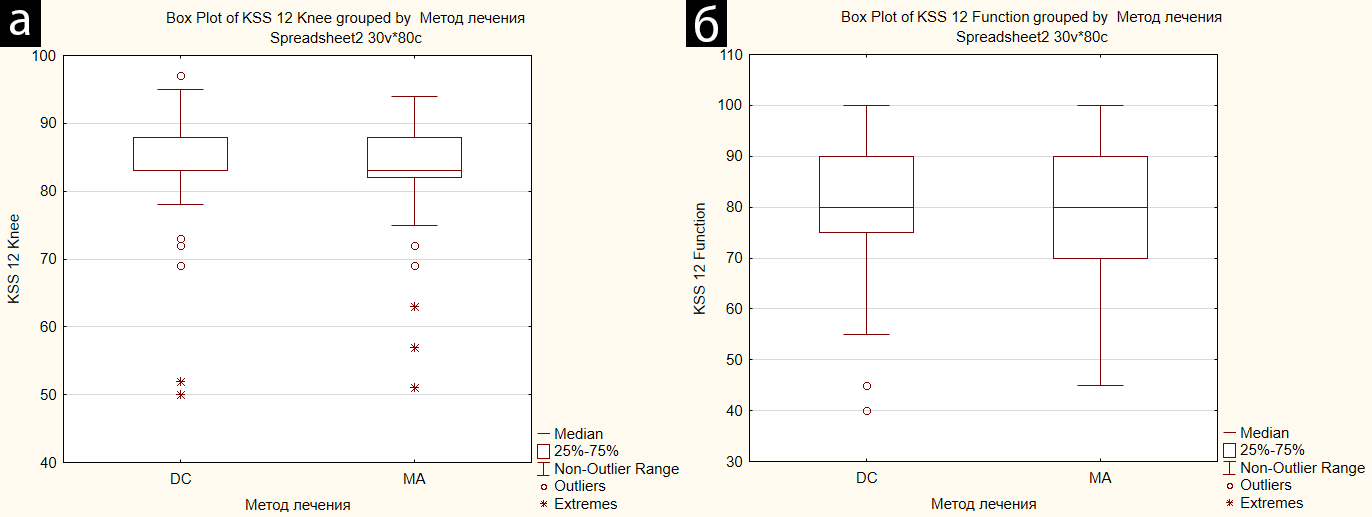 а
Box Plot of KSS 12 Knee grouped by Метод лечения
Spreadsheet2 30v*80c
KSS 12 Knee
100
90
80
70
60
50
40
DC
MA
Метод лечения
Median
25%-75%
Non-Outlier Range
Outliers
Extremes
б
Box Plot of KSS 12 Function grouped by Метод лечения
Spreadsheet2 30v*80c
KSS 12 Function
110
100
90
80
70
60
50
40
30
DC
MA
Метод лечения
Median
25%-75%
Non-Outlier Range
Outliers
Extremes